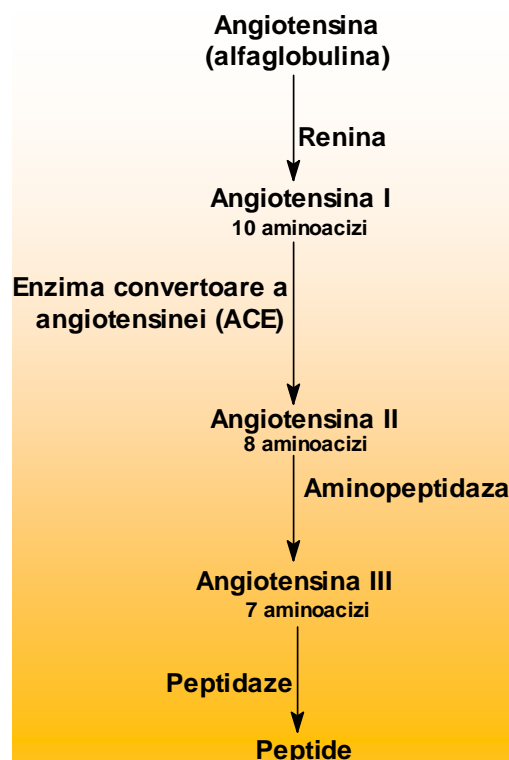 Angiotensina
(alfaglobulina)
Renina
Angiotensina I
10 aminoacizi
Enzima convertoare a
angiotensinei (ACE)
Angiotensina II
8 aminoacizi
Aminopeptidaza
Angiotensina III
7 aminoacizi
Peptidaze
Peptide